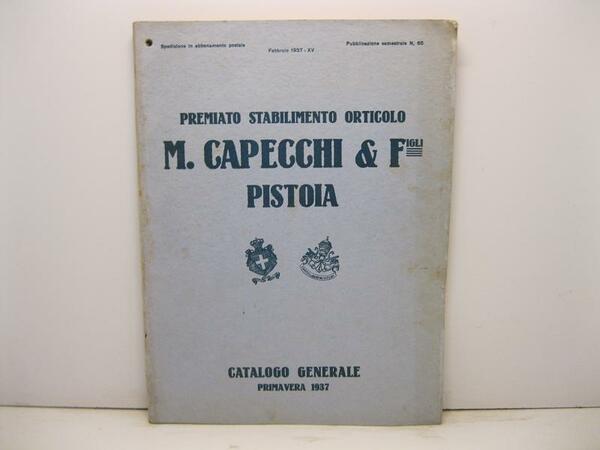 Spedizione in abbonamento postale
Febbraio 1937 - XV
Pubblicazione semestrale N. 60
PREMIATO STABILIMENTO ORTICOLO
M. CAPECCHI & FIGLI
PISTOIA
CATALOGO GENERALE
PRIMAVERA 1937